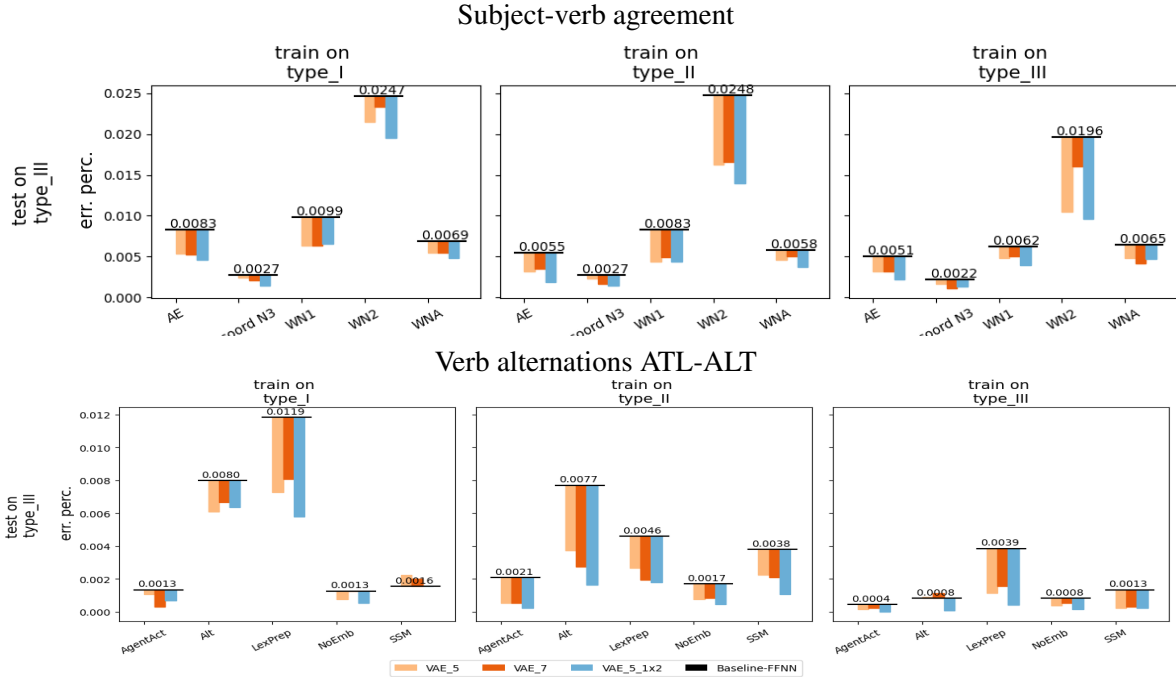 Subject-verb agreement
train on
type_I
train on
type_II
train on
type_III
test on
type_III
err. perc.
0.025
0.020
0.015
0.010
0.005
0.000
0.0083
0.0027
0.0099
0.0247
0.0069
0.0055
0.0027
0.0083
0.0248
0.0058
0.0051
0.0022
0.0062
0.0196
0.0065
AE
oord N3
WN1
WN2
WNA
AE
oord N3
WN1
WN2
WNA
AE
oord N3
WN1
WN2
WNA
Verb alternations ATL-ALT
train on
type_I
train on
type_II
train on
type_III
test on
type_III
err. perc.
0.012
0.010
0.008
0.006
0.004
0.002
0.000
0.0013
0.0080
0.0119
0.0013
0.0016
0.0021
0.0077
0.0046
0.0017
0.0038
0.0004
0.0008
0.0039
0.0008
0.0013
AgentAct
Alt
LexPrep
NoEmb
SSM
AgentAct
Alt
LexPrep
NoEmb
SSM
AgentAct
Alt
LexPrep
NoEmb
SSM
VAE_5 VAE_7 VAE_5_1x2 Baseline-FFNN